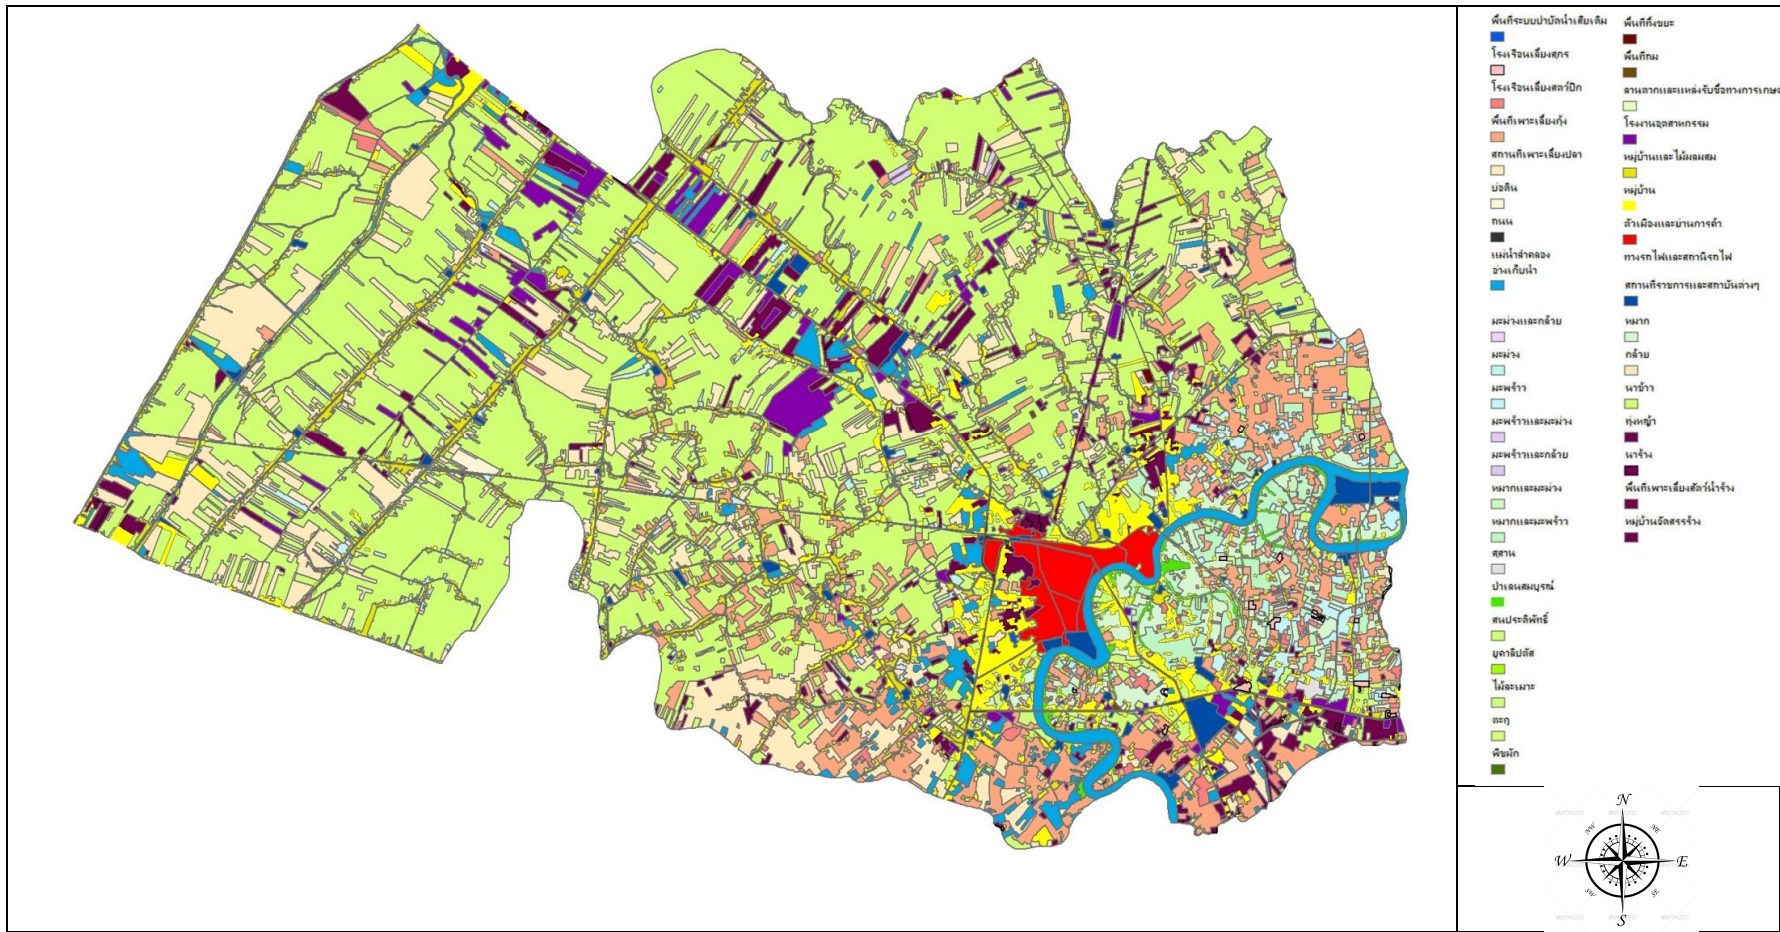 พื้นที่ระบบบำบัดน้ำเสียเดิม
โรงเรือนเลี้ยงสุกร
โรงเรือนเลี้ยงสัตว์ปีก
พื้นที่เพาะเลี้ยงกุ้ง
สถานที่เพาะเลี้ยงปลา
บ่อดิน
ถนน
แม่น้ำลำคลอง
อ่างเก็บน้ำ
มะม่วงและกล้วย
มะม่วง
มะพร้าว
มะพร้าวและมะม่วง
มะพร้าวและกล้วย
หมากและมะม่วง
หมากและมะพร้าว
สุสาน
ป่าเลนสมบูรณ์
สนประดิพัทธ์
ยูคาลิปตัส
ไม้ละเมาะ
ตะกู
พืชผัก
พื้นที่ทิ้งขยะ
พื้นที่ถม
ลานตากและแหล่งรับซื้อทางการเกษ
โรงงานอุตสาหกรรม
หมู่บ้านและไม้ผลผสม
หมู่บ้าน
ตัวเมืองและย่านการค้า
ทางรถไฟและสถานีรถไฟ
สถานที่ราชการและสถาบันต่างๆ
หมาก
กล้วย
นาข้าว
ทุ่งหญ้า
นาร้าง
พื้นที่เพาะเลี้ยงสัตว์น้ำร้าง
หมู่บ้านจัดสรรร้าง
N
NW
NE
W
E
SW
SE
S